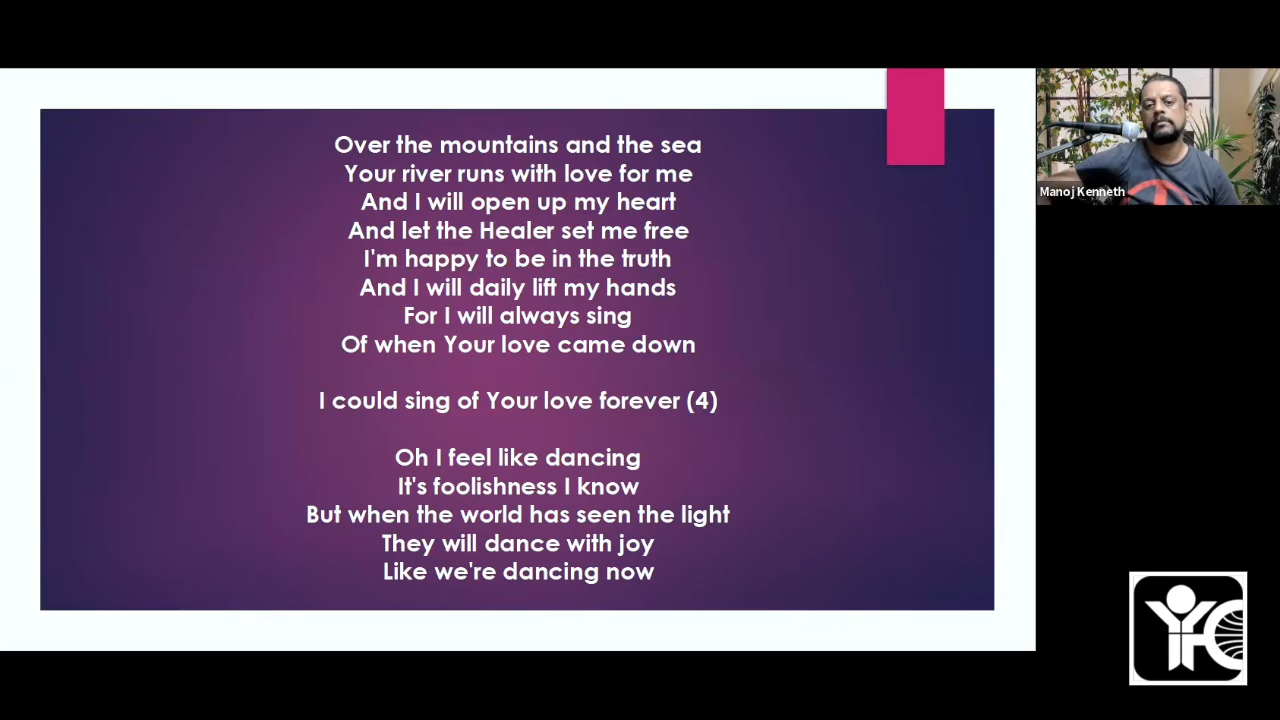 Over the mountains and the sea
Your river runs with love for me
And I will open up my heart
And let the Healer set me free
I'm happy to be in the truth
And I will daily lift my hands
For I will always sing
Of when Your love came down
I could sing of Your love forever (4)
Oh I feel like dancing
It's foolishness I know
But when the world has seen the light
They will dance with joy
Like we're dancing now
Manoj Kenneth
YFC